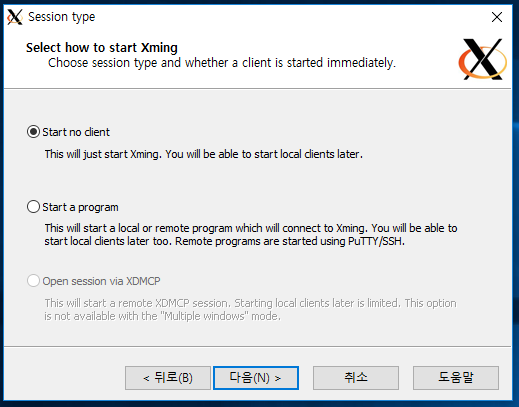 Session type
Select how to start Xming
Choose session type and whether a client is started immediately.
Start no client
This will just start Xming. You will be able to start local clients later.
Start a program
This will start a local or remote program which will connect to Xming. You will be able to
start local clients later too. Remote programs are started using PuTTY/SSH.
Open session via XDMCP
This will start a remote XDMCP session. Starting local clients later is limited. This option
is not available with the "Multiple windows" mode.
< 뒤로(B)
다음(N) >
취소
도움말